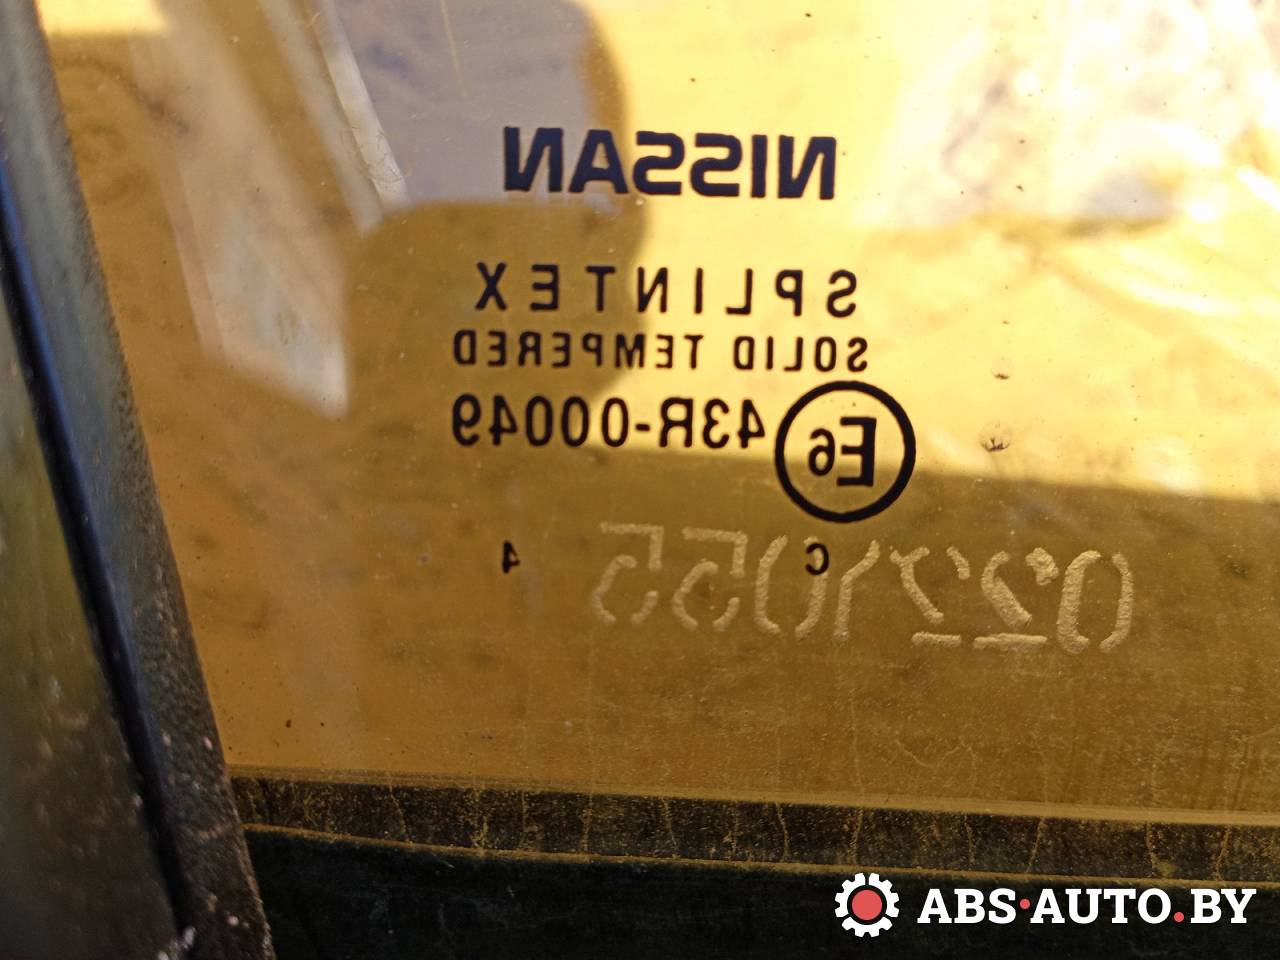 NISSAN
SPLINTEX
SOLID TEMPERED
E6 43R-00049
C 4
ABS·AUTO.BY